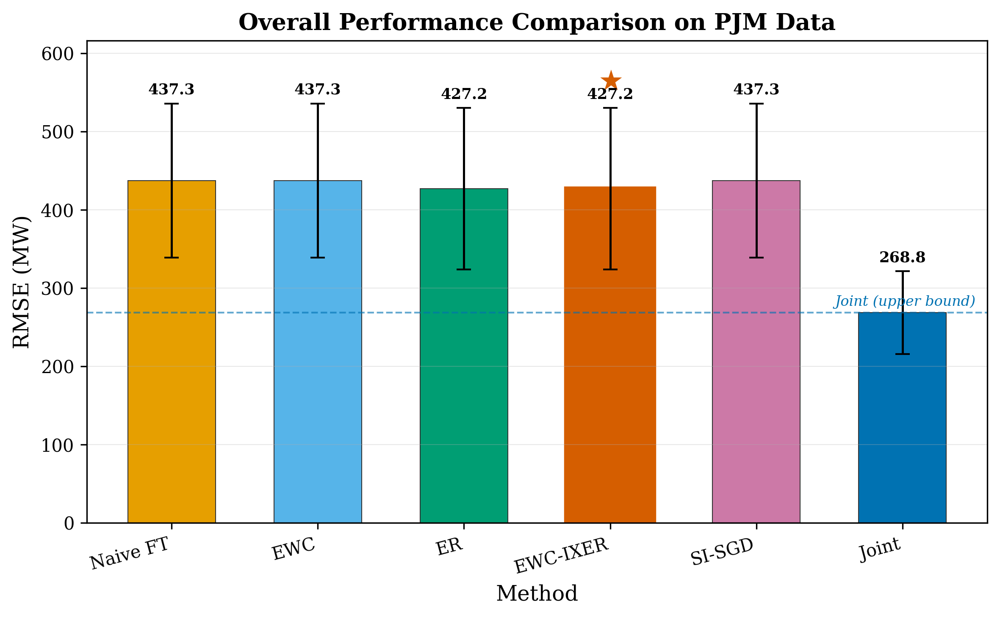 Overall Performance Comparison on PJM Data
RMSE (MW)
600
500
400
300
200
100
0
437.3
437.3
427.2
427.2
437.3
268.8
Joint (upper bound)
Naive FT
EWC
ER
EWC-IXER
SI-SGD
Joint
Method